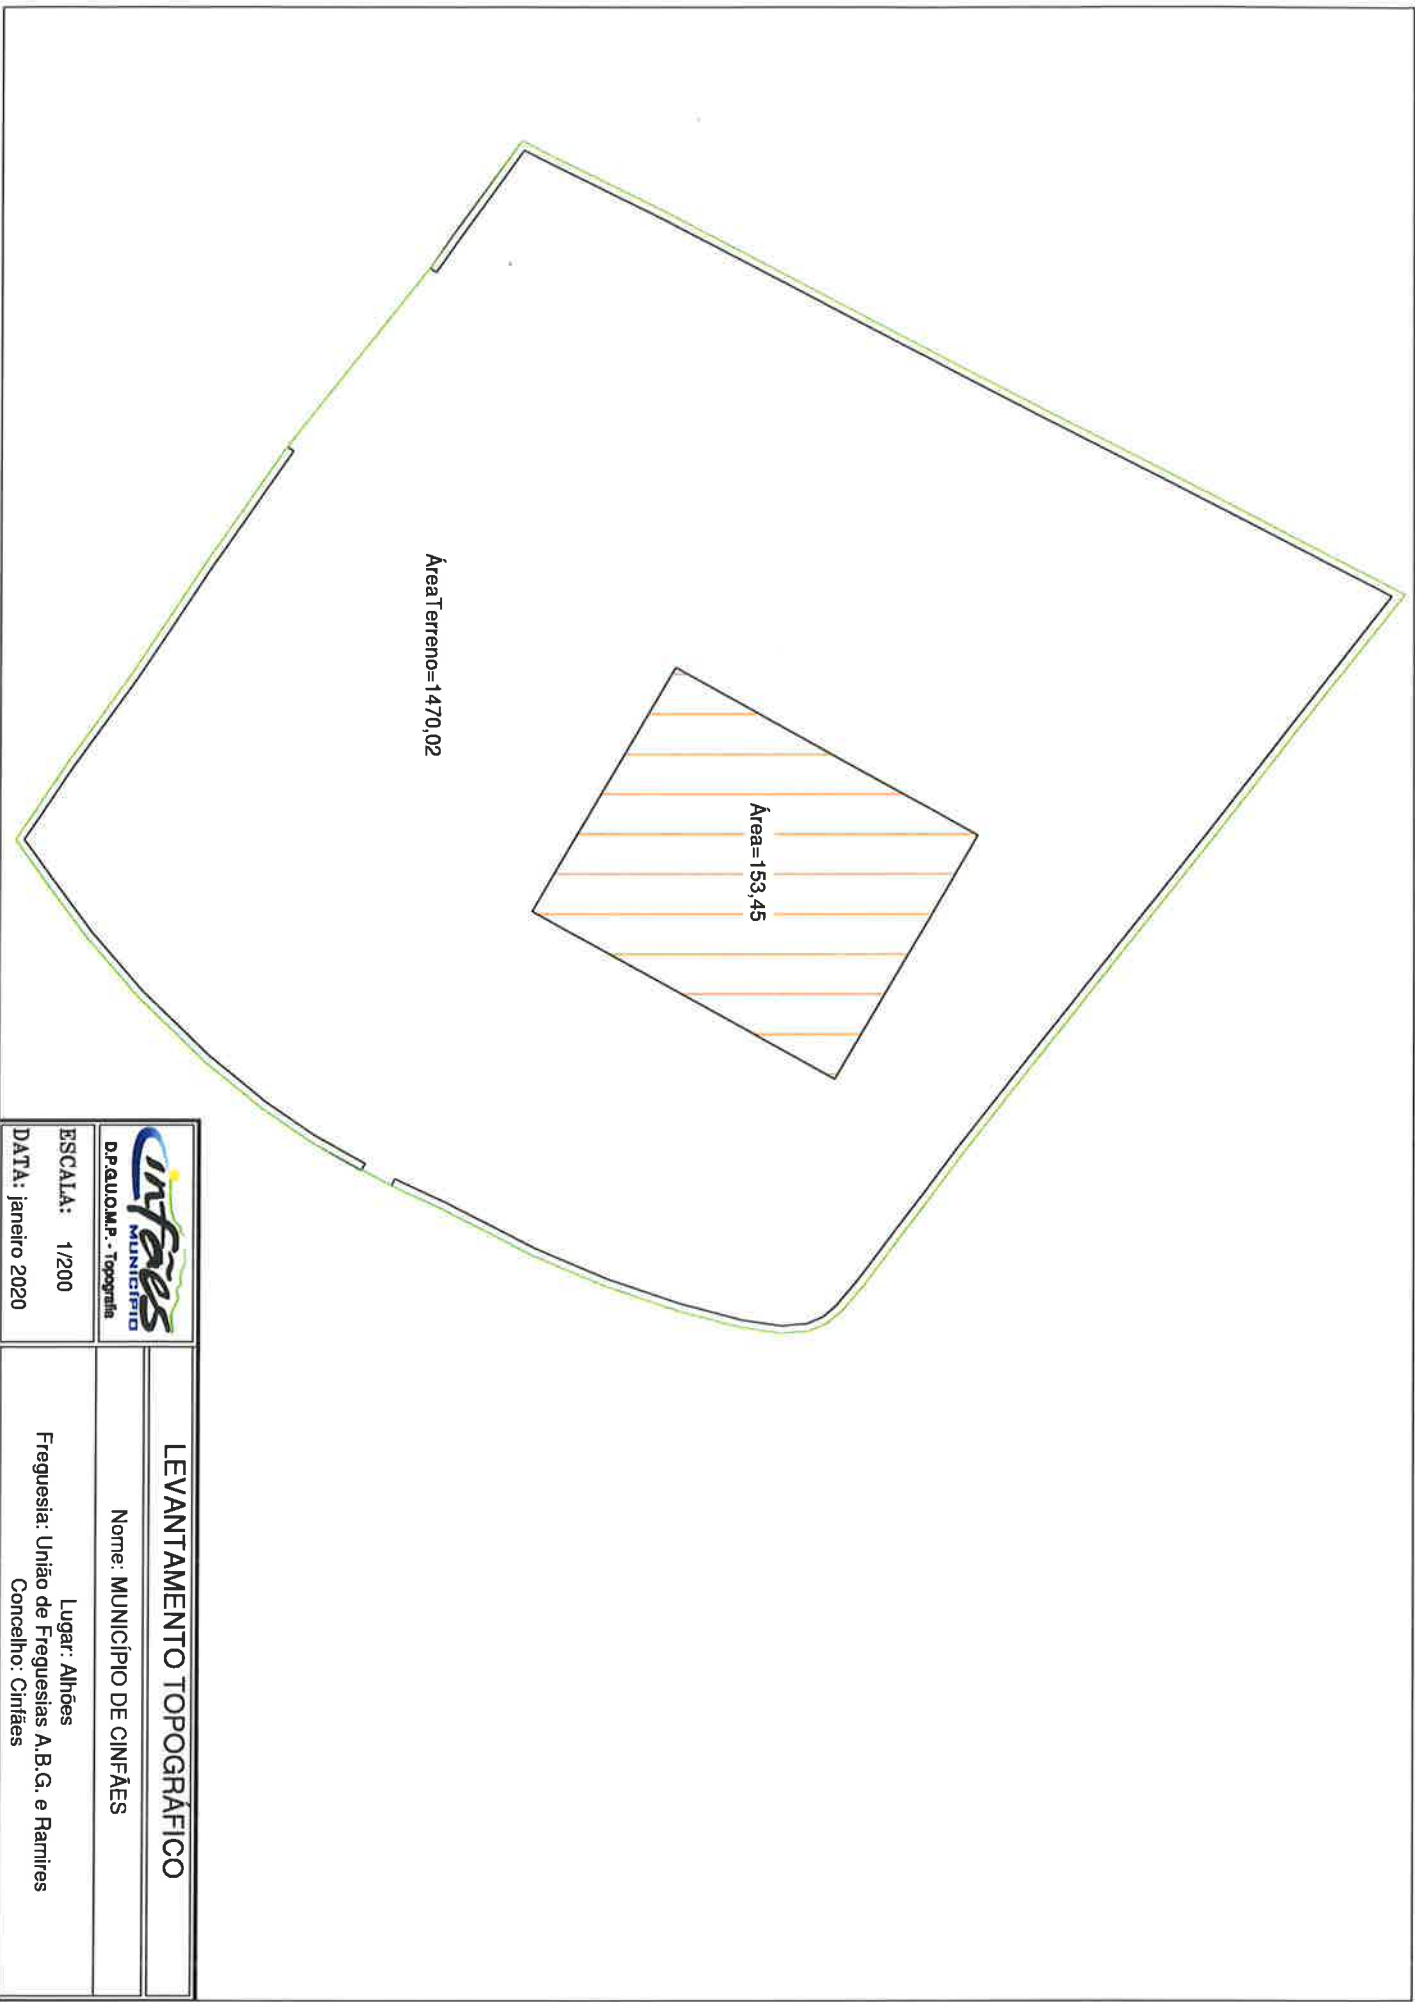 ÁreaTerreno=1470,02
Área=153,45
Cinfães
MUNICÍPIO
D.P.G.U.O.M.P. - Topografia
ESCALA: 1/200
DATA: janeiro 2020
LEVANTAMENTO TOPOGRÁFICO
Nome: MUNICÍPIO DE CINFÃES
Lugar: Alhões
Freguesia: União de Freguesias A.B.G. e Ramires
Concelho: Cinfães